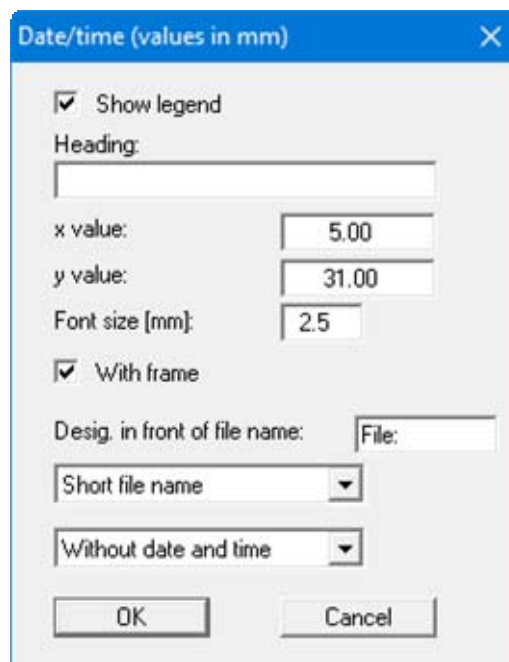 Date/time (values in mm)
Show legend
Heading:
x value: 5.00
y value: 31.00
Font size [mm]: 2.5
With frame
Desig. in front of file name: File:
Short file name
Without date and time
OK Cancel